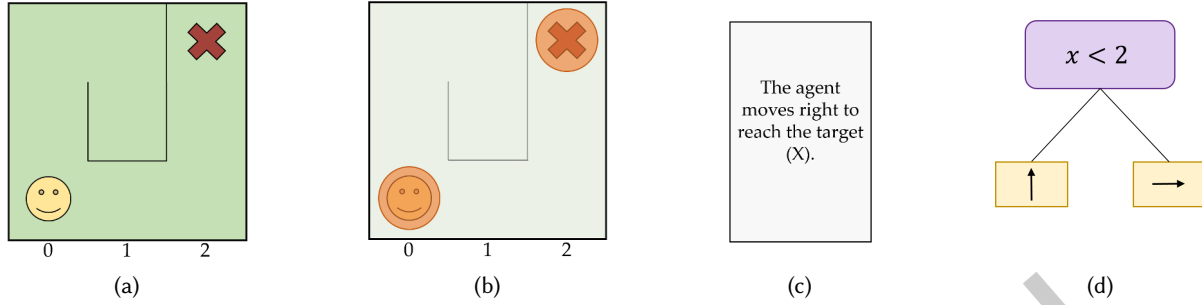 The agent
moves right to
reach the target
(X).
x < 2
0 1 2
0 1 2
(a)
(b)
(c)
(d)